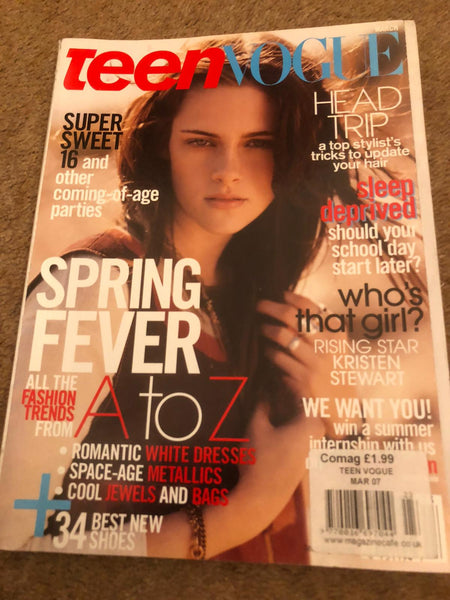 MARCH
teen VOGUE
SUPER
SWEET
16 and
other
coming-of-age
parties
HEAD
TRIP
a top stylist's
tricks to update
your hair
sleep
deprived
should your
school day
start later?
who's
that girl?
RISING STAR
KRISTEN
STEWART
WE WANT YOU!
win a summer
internship with us
SPRING
FEVER
ALL THE
FASHION
TRENDS
FROM
A to Z
• ROMANTIC WHITE DRESSES
• SPACE-AGE METALLICS
• COOL JEWELS AND BAGS
+ 34 BEST NEW
SHOES
Comag £1.99
TEEN VOGUE
MAR 07
9 770036 697044
www.magazinecafe.co.uk